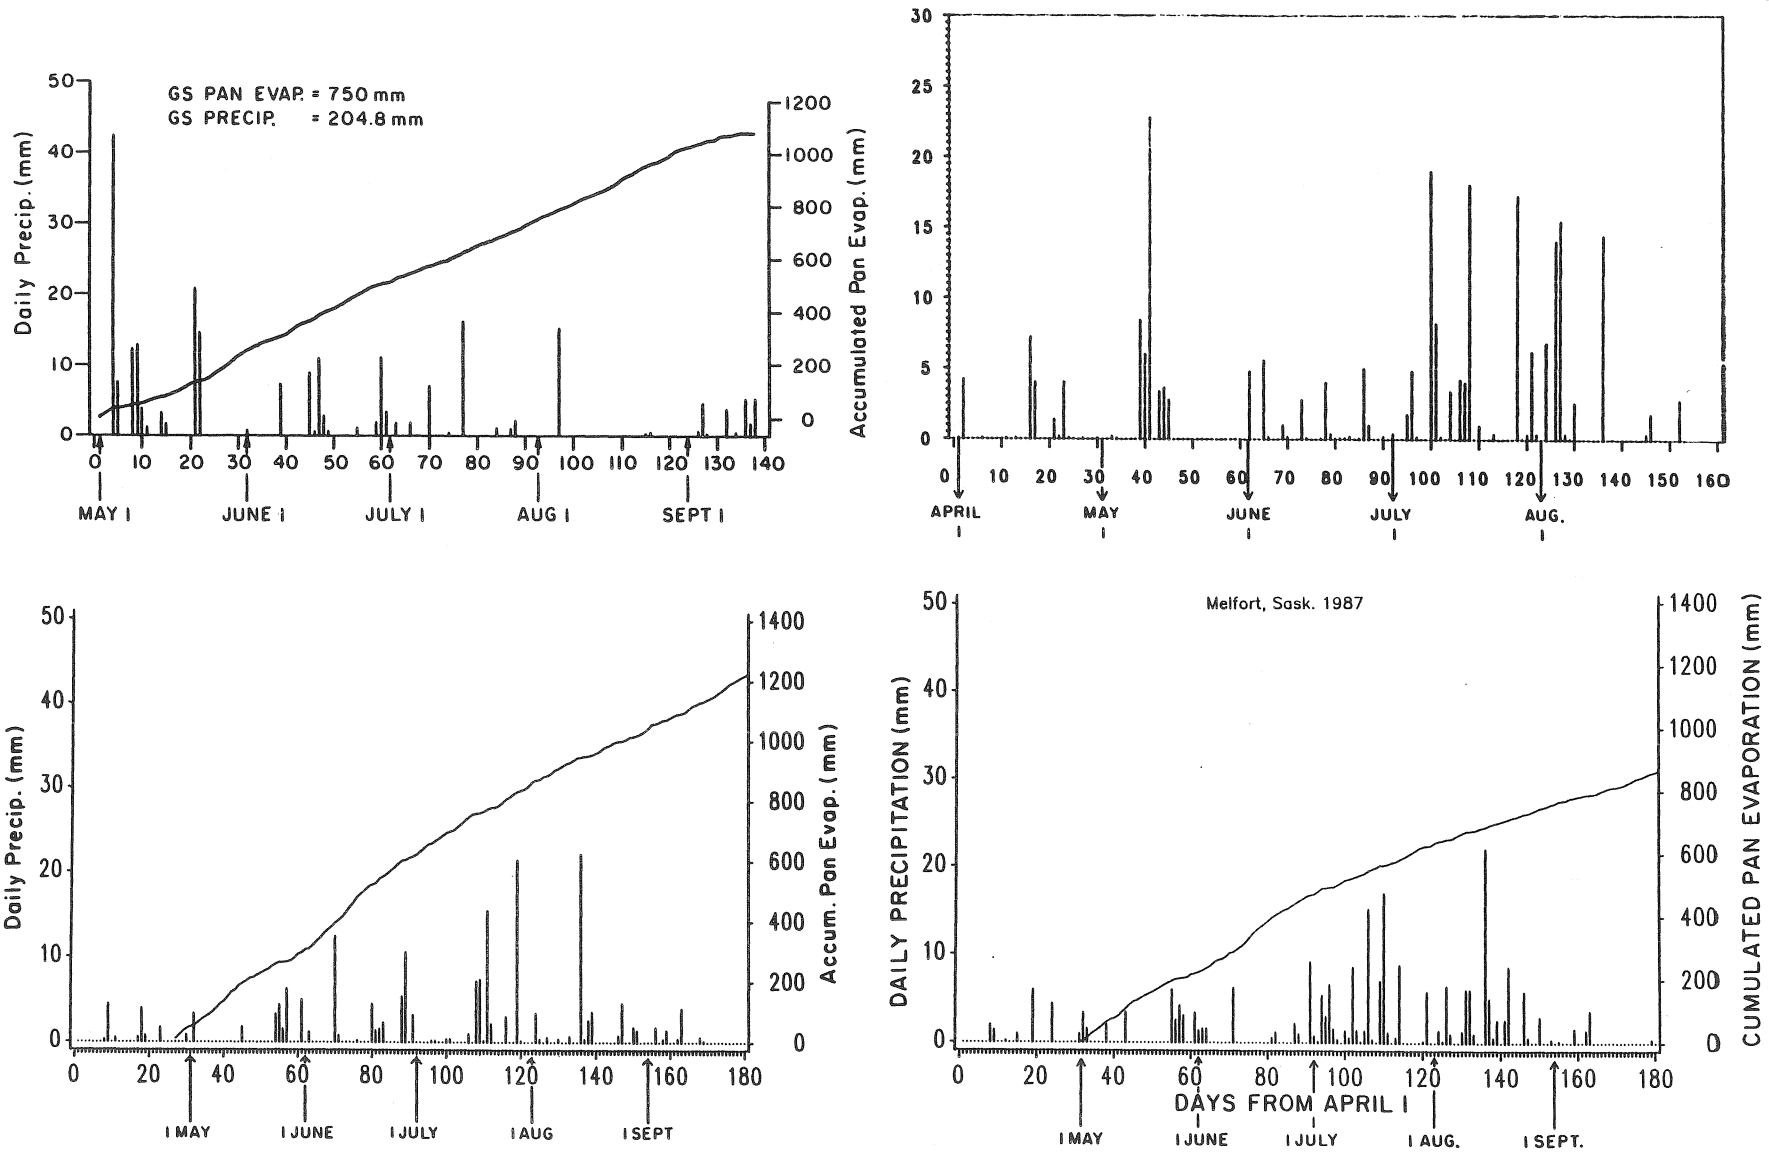 50
40
30
20
10
0
Daily Precip. (mm)
GS PAN EVAP. = 750 mm
GS PRECIP. = 204.8 mm
1200
1000
800
600
400
200
0
Accumulated Pan Evap. (mm)
0 10 20 30 40 50 60 70 80 90 100 110 120 130 140
MAY 1 JUNE 1 JULY 1 AUG 1 SEPT 1
30
25
20
15
10
5
0
0 10 20 30 40 50 60 70 80 90 100 110 120 130 140 150 160
APRIL MAY JUNE JULY AUG.
1 1 1 1 1
50
40
30
20
10
0
Daily Precip. (mm)
1400
1200
1000
800
600
400
200
0
Accum. Pan Evap. (mm)
0 20 40 60 80 100 120 140 160 180
1 MAY 1 JUNE 1 JULY 1 AUG 1 SEPT
Melfort, Sask. 1987
50
40
30
20
10
0
DAILY PRECIPITATION (mm)
1400
1200
1000
800
600
400
200
0
CUMULATED PAN EVAPORATION (mm)
0 20 40 60 80 100 120 140 160 180
DAYS FROM APRIL 1
1 MAY 1 JUNE 1 JULY 1 AUG. 1 SEPT.